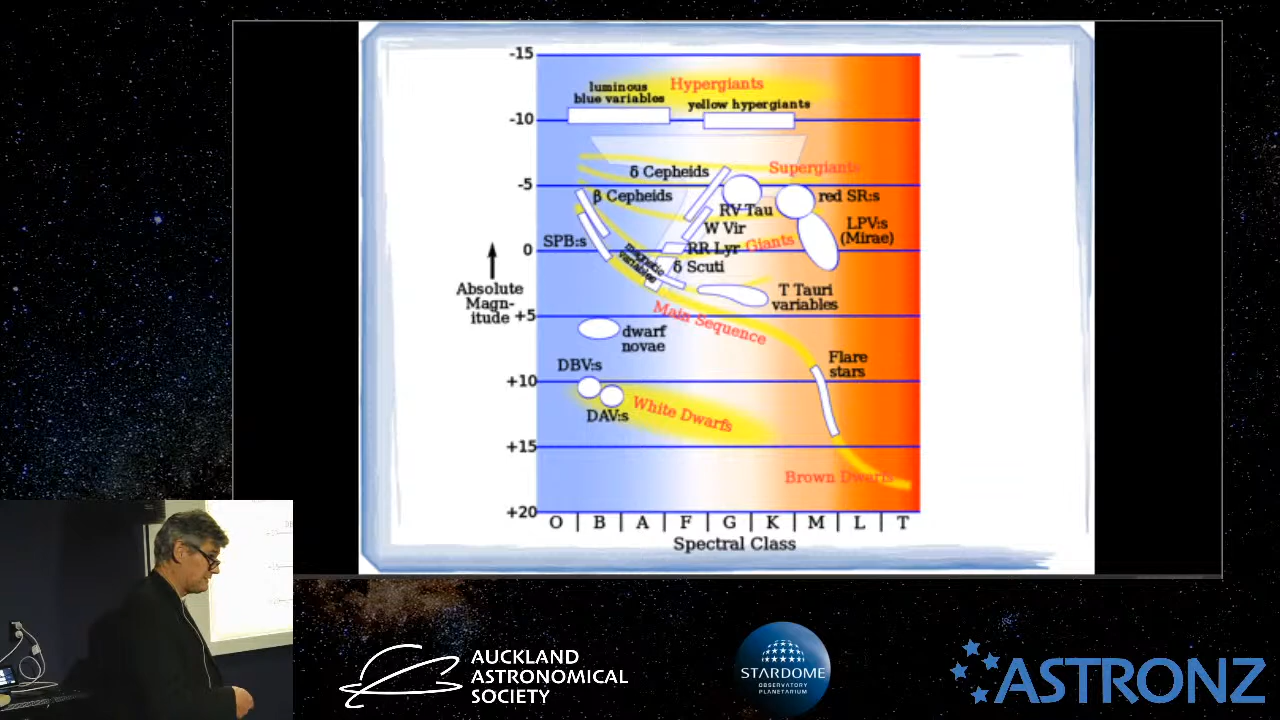 -15
luminous
blue variables
Hypergiants
yellow hypergiants
-10
δ Cepheids
Supergiants
-5
β Cepheids
red SR:s
RV Tau
W Vir
LPV:s
(Mirae)
SPB:s
0
magnetic
variables
RR Lyr
Giants
δ Scuti
Absolute
Magn-
itude
T Tauri
variables
+5
Main Sequence
dwarf
novae
DBV:s
Flare
stars
+10
White Dwarfs
DAV:s
+15
Brown Dwarfs
+20
O B A F G K M L T
Spectral Class
AUCKLAND
ASTRONOMICAL
SOCIETY
STARDOME
OBSERVATORY
PLANETARIUM
ASTRONZ